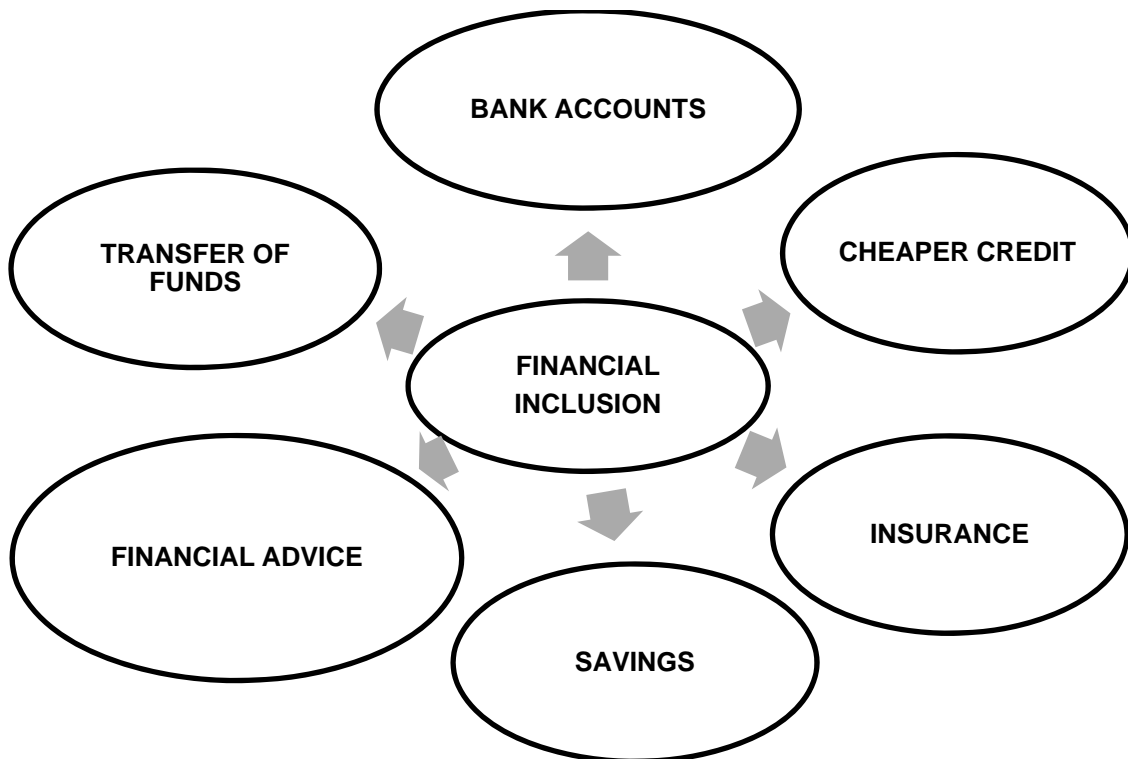 BANK ACCOUNTS
TRANSFER OF
FUNDS
CHEAPER CREDIT
FINANCIAL
INCLUSION
FINANCIAL ADVICE
INSURANCE
SAVINGS